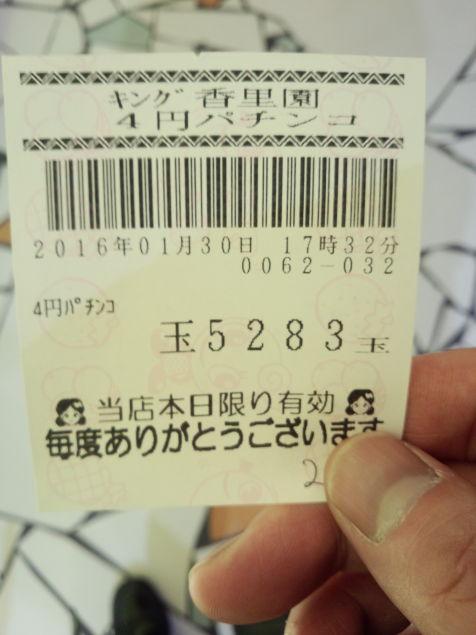 キング 香里園
4円パチンコ
2016年01月30日 17時32分
0062-032
4円パチンコ
玉5283玉
当店本日限り有効
毎度ありがとうございます
2